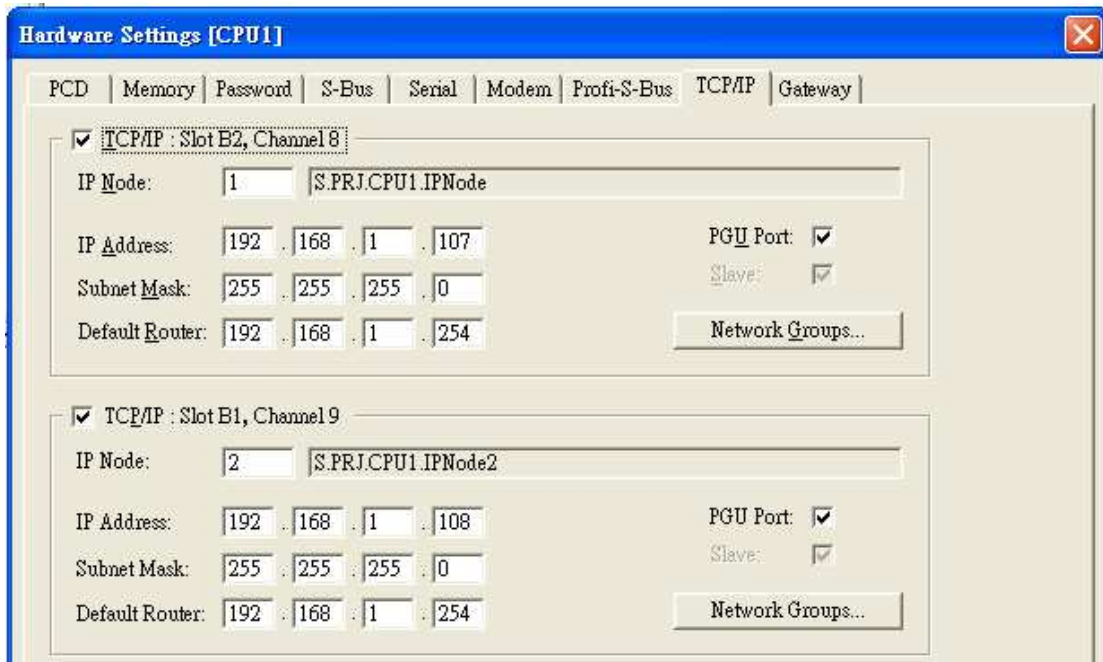 Hardware Settings [CPU1]
PCD Memory Password S-Bus Serial Modem Profi-S-Bus TCP/IP Gateway
TCP/IP : Slot B2, Channel 8
IP Node: 1 S.PRJ.CPU1.IPNode
IP Address: 192 . 168 . 1 . 107 PGU Port:
Subnet Mask: 255 . 255 . 255 . 0 Slave:
Default Router: 192 . 168 . 1 . 254 Network Groups...
TCP/IP : Slot B1, Channel 9
IP Node: 2 S.PRJ.CPU1.IPNode2
IP Address: 192 . 168 . 1 . 108 PGU Port:
Subnet Mask: 255 . 255 . 255 . 0 Slave:
Default Router: 192 . 168 . 1 . 254 Network Groups...